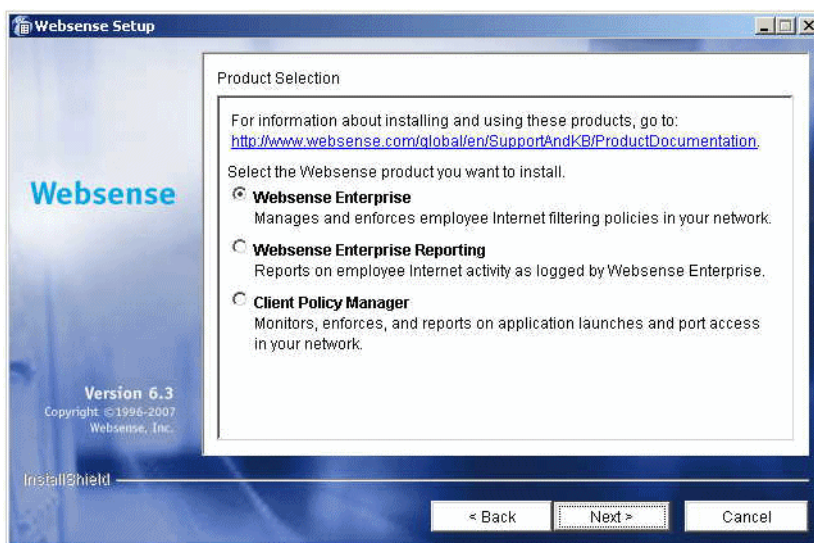 Websense Setup
Product Selection
For information about installing and using these products, go to:
http://www.websense.com/global/en/SupportAndKB/ProductDocumentation.
Select the Websense product you want to install.
Websense Enterprise
Manages and enforces employee Internet filtering policies in your network.
Websense Enterprise Reporting
Reports on employee Internet activity as logged by Websense Enterprise.
Client Policy Manager
Monitors, enforces, and reports on application launches and port access
in your network.
Websense
Version 6.3
Copyright ©1996-2007
Websense, Inc.
InstallShield
< Back
Next >
Cancel